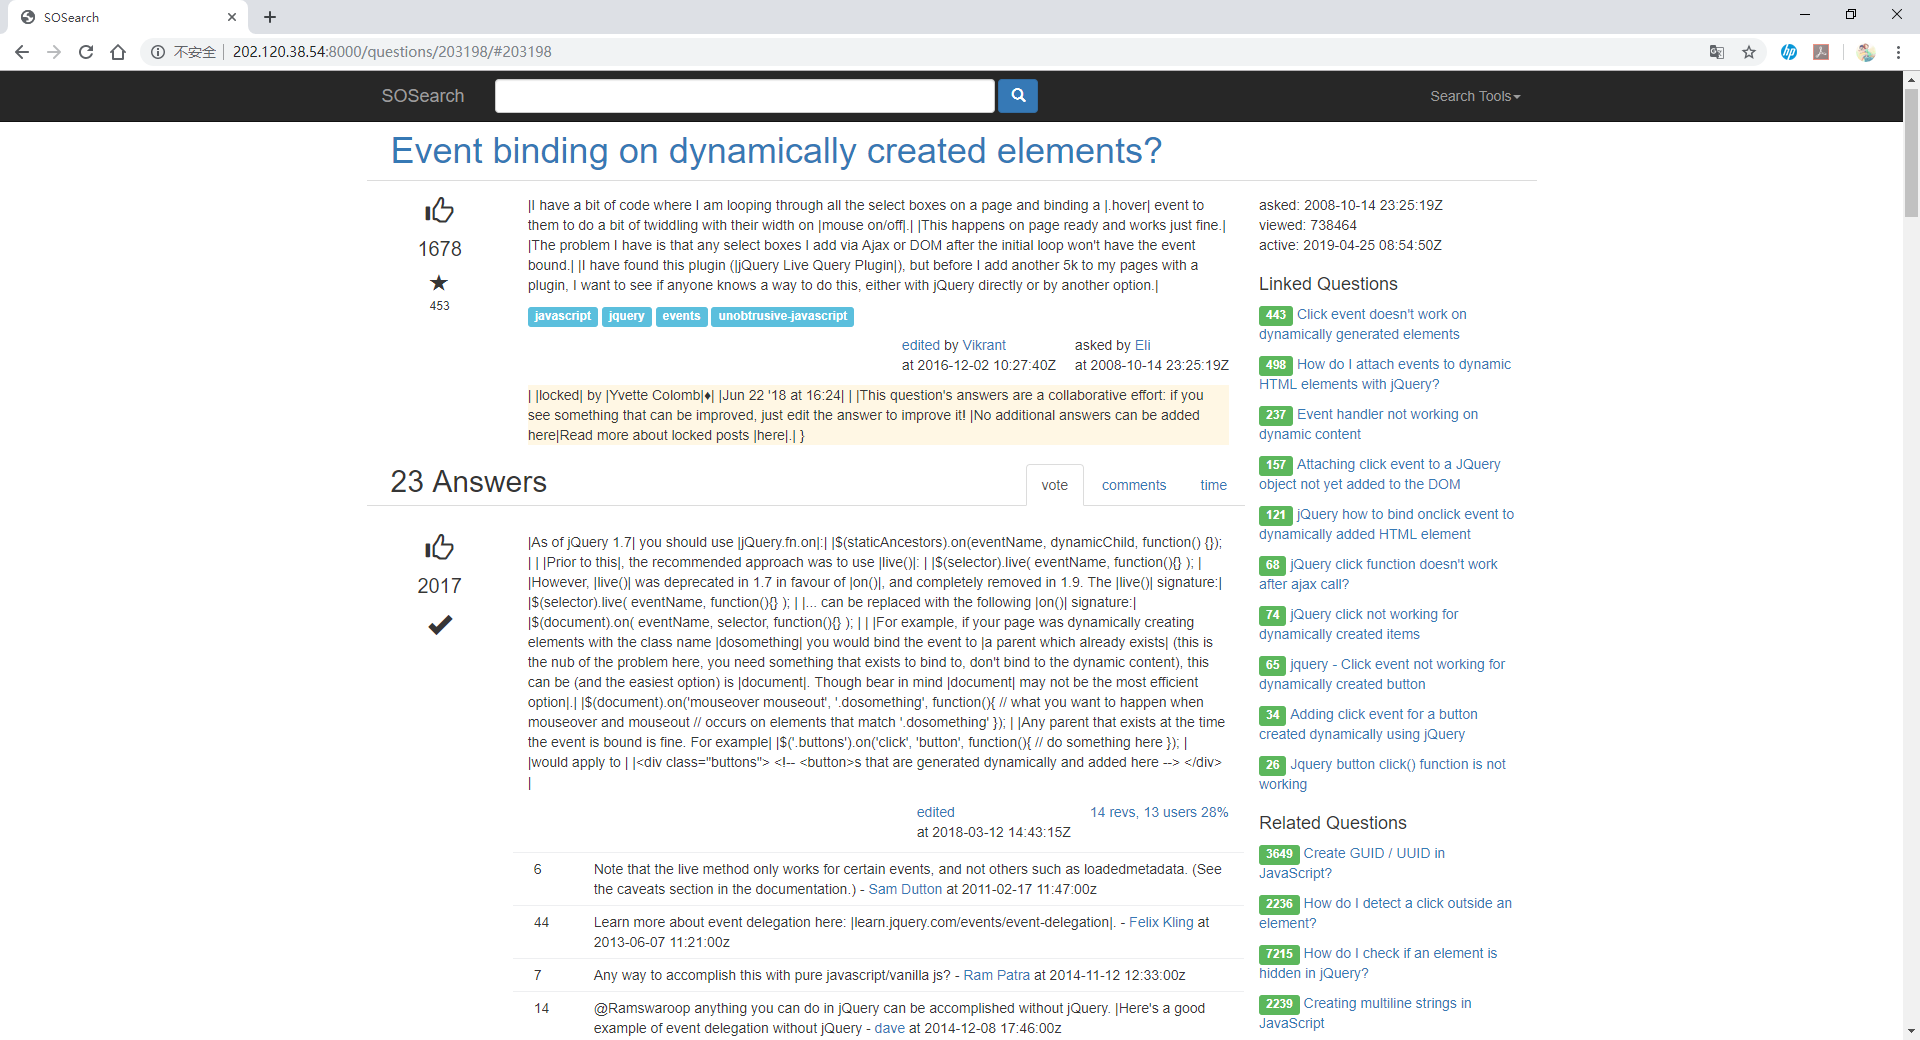 SOSearch
不安全 202.120.38.54:8000/questions/203198/#203198
SOSearch
Search Tools
Event binding on dynamically created elements?
1678
453
|I have a bit of code where I am looping through all the select boxes on a page and binding a |.hover| event to
them to do a bit of twiddling with their width on |mouse on/off|.| |This happens on page ready and works just fine.|
|The problem I have is that any select boxes I add via Ajax or DOM after the initial loop won't have the event
bound.| |I have found this plugin (|jQuery Live Query Plugin|), but before I add another 5k to my pages with a
plugin, I want to see if anyone knows a way to do this, either with jQuery directly or by another option.|
javascript jquery events unobtrusive-javascript
edited by Vikrant
at 2016-12-02 10:27:40Z
asked by Eli
at 2008-10-14 23:25:19Z
| |locked| by |Yvette Colomb|♦| |Jun 22 '18 at 16:24| | |This question's answers are a collaborative effort: if you
see something that can be improved, just edit the answer to improve it! |No additional answers can be added
here|Read more about locked posts |here|.| }
23 Answers
vote comments time
2017
|As of jQuery 1.7| you should use |jQuery.fn.on|:| |$(staticAncestors).on(eventName, dynamicChild, function() {});
| | |Prior to this|, the recommended approach was to use |live()|: | |$(selector).live( eventName, function(){} ); |
|However, |live()| was deprecated in 1.7 in favour of |on()|, and completely removed in 1.9. The |live()| signature:|
|$(selector).live( eventName, function(){} ); | |... can be replaced with the following |on()| signature:|
|$(document).on( eventName, selector, function(){} ); | | |For example, if your page was dynamically creating
elements with the class name |dosomething| you would bind the event to |a parent which already exists| (this is
the nub of the problem here, you need something that exists to bind to, don't bind to the dynamic content), this
can be (and the easiest option) is |document|. Though bear in mind |document| may not be the most efficient
option|.| |$(document).on('mouseover mouseout', '.dosomething', function(){ // what you want to happen when
mouseover and mouseout // occurs on elements that match '.dosomething' }); | |Any parent that exists at the time
the event is bound is fine. For example| |$('.buttons').on('click', 'button', function(){ // do something here }); |
|would apply to | |<div class="buttons"> <!-- <button>s that are generated dynamically and added here --> </div>
|
edited
at 2018-03-12 14:43:15Z
14 revs, 13 users 28%
6 Note that the live method only works for certain events, and not others such as loadedmetadata. (See
the caveats section in the documentation.) - Sam Dutton at 2011-02-17 11:47:00z
44 Learn more about event delegation here: |learn.jquery.com/events/event-delegation|. - Felix Kling at
2013-06-07 11:21:00z
7 Any way to accomplish this with pure javascript/vanilla js? - Ram Patra at 2014-11-12 12:33:00z
14 @Ramswaroop anything you can do in jQuery can be accomplished without jQuery. |Here's a good
example of event delegation without jQuery - dave at 2014-12-08 17:46:00z
asked: 2008-10-14 23:25:19Z
viewed: 738464
active: 2019-04-25 08:54:50Z
Linked Questions
443 Click event doesn't work on
dynamically generated elements
498 How do I attach events to dynamic
HTML elements with jQuery?
237 Event handler not working on
dynamic content
157 Attaching click event to a JQuery
object not yet added to the DOM
121 jQuery how to bind onclick event to
dynamically added HTML element
68 jQuery click function doesn't work
after ajax call?
74 jQuery click not working for
dynamically created items
65 jquery - Click event not working for
dynamically created button
34 Adding click event for a button
created dynamically using jQuery
26 Jquery button click() function is not
working
Related Questions
3649 Create GUID / UUID in
JavaScript?
2236 How do I detect a click outside an
element?
7215 How do I check if an element is
hidden in jQuery?
2239 Creating multiline strings in
JavaScript